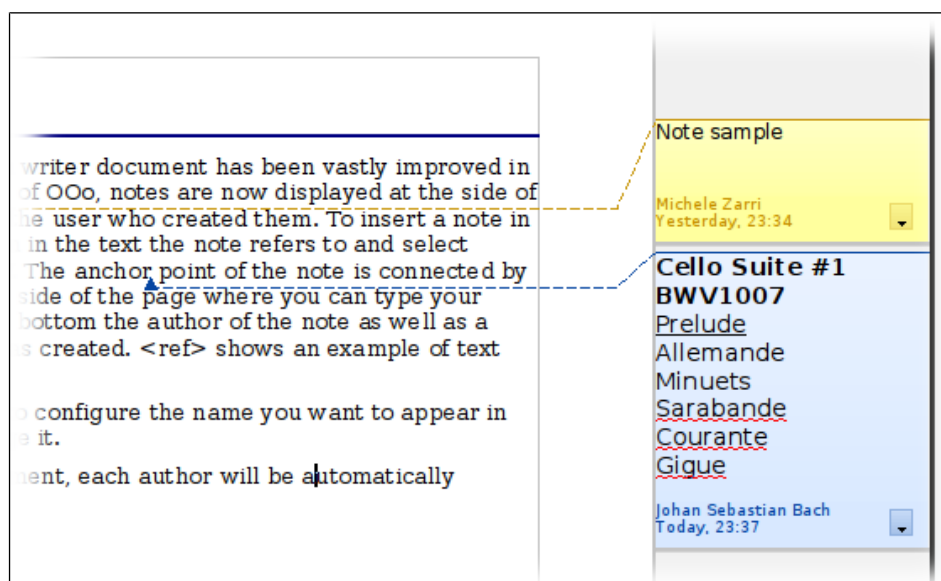 writer document has been vastly improved in
of OOo, notes are now displayed at the side of
he user who created them. To insert a note in
in the text the note refers to and select
The anchor point of the note is connected by
side of the page where you can type your
bottom the author of the note as well as a
s created. <ref> shows an example of text
o configure the name you want to appear in
e it.
ment, each author will be automatically
Note sample
Michele Zarri
Yesterday, 23:34
Cello Suite #1
BWV1007
Prelude
Allemande
Minuets
Sarabande
Courante
Gigue
Johan Sebastian Bach
Today, 23:37